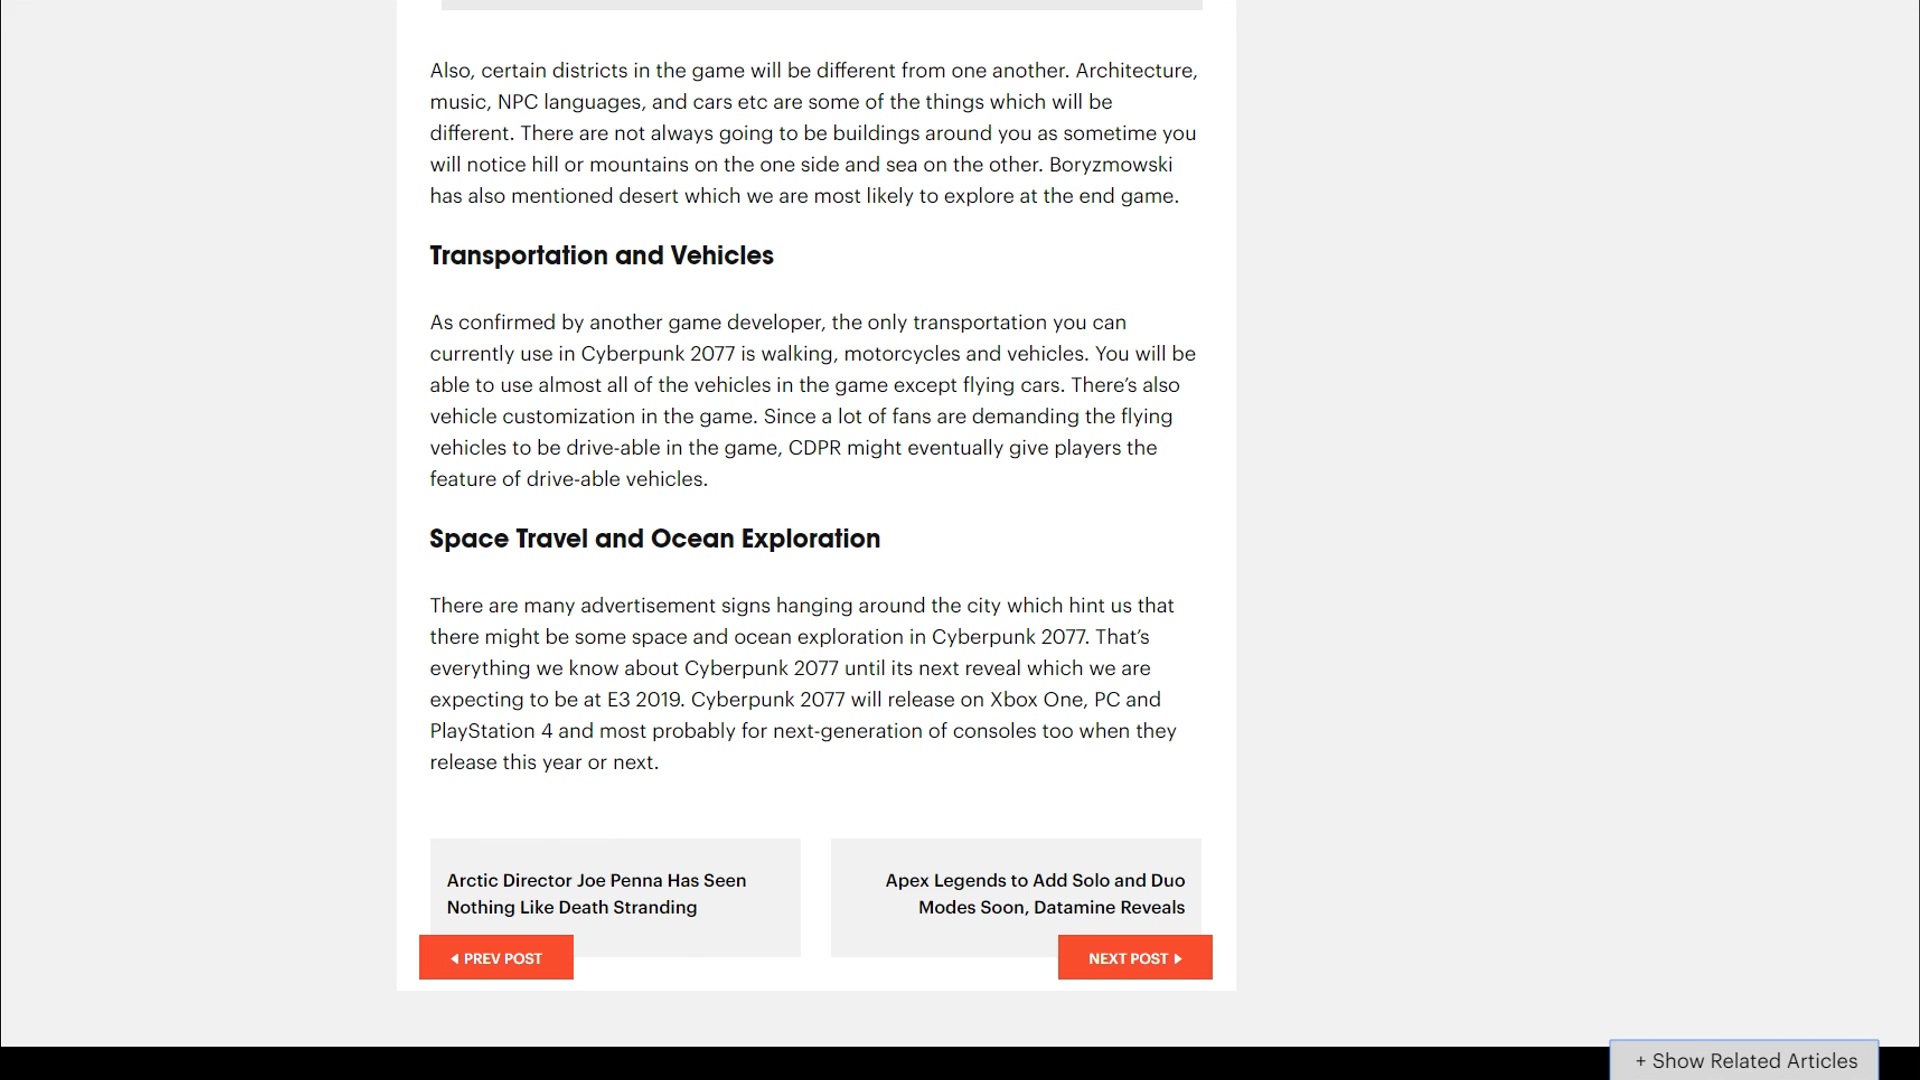 Also, certain districts in the game will be different from one another. Architecture,
music, NPC languages, and cars etc are some of the things which will be
different. There are not always going to be buildings around you as sometime you
will notice hill or mountains on the one side and sea on the other. Boryzmowski
has also mentioned desert which we are most likely to explore at the end game.
Transportation and Vehicles
As confirmed by another game developer, the only transportation you can
currently use in Cyberpunk 2077 is walking, motorcycles and vehicles. You will be
able to use almost all of the vehicles in the game except flying cars. There’s also
vehicle customization in the game. Since a lot of fans are demanding the flying
vehicles to be drive-able in the game, CDPR might eventually give players the
feature of drive-able vehicles.
Space Travel and Ocean Exploration
There are many advertisement signs hanging around the city which hint us that
there might be some space and ocean exploration in Cyberpunk 2077. That’s
everything we know about Cyberpunk 2077 until its next reveal which we are
expecting to be at E3 2019. Cyberpunk 2077 will release on Xbox One, PC and
PlayStation 4 and most probably for next-generation of consoles too when they
release this year or next.
Arctic Director Joe Penna Has Seen
Nothing Like Death Stranding
PREV POST
Apex Legends to Add Solo and Duo
Modes Soon, Datamine Reveals
NEXT POST
+ Show Related Articles